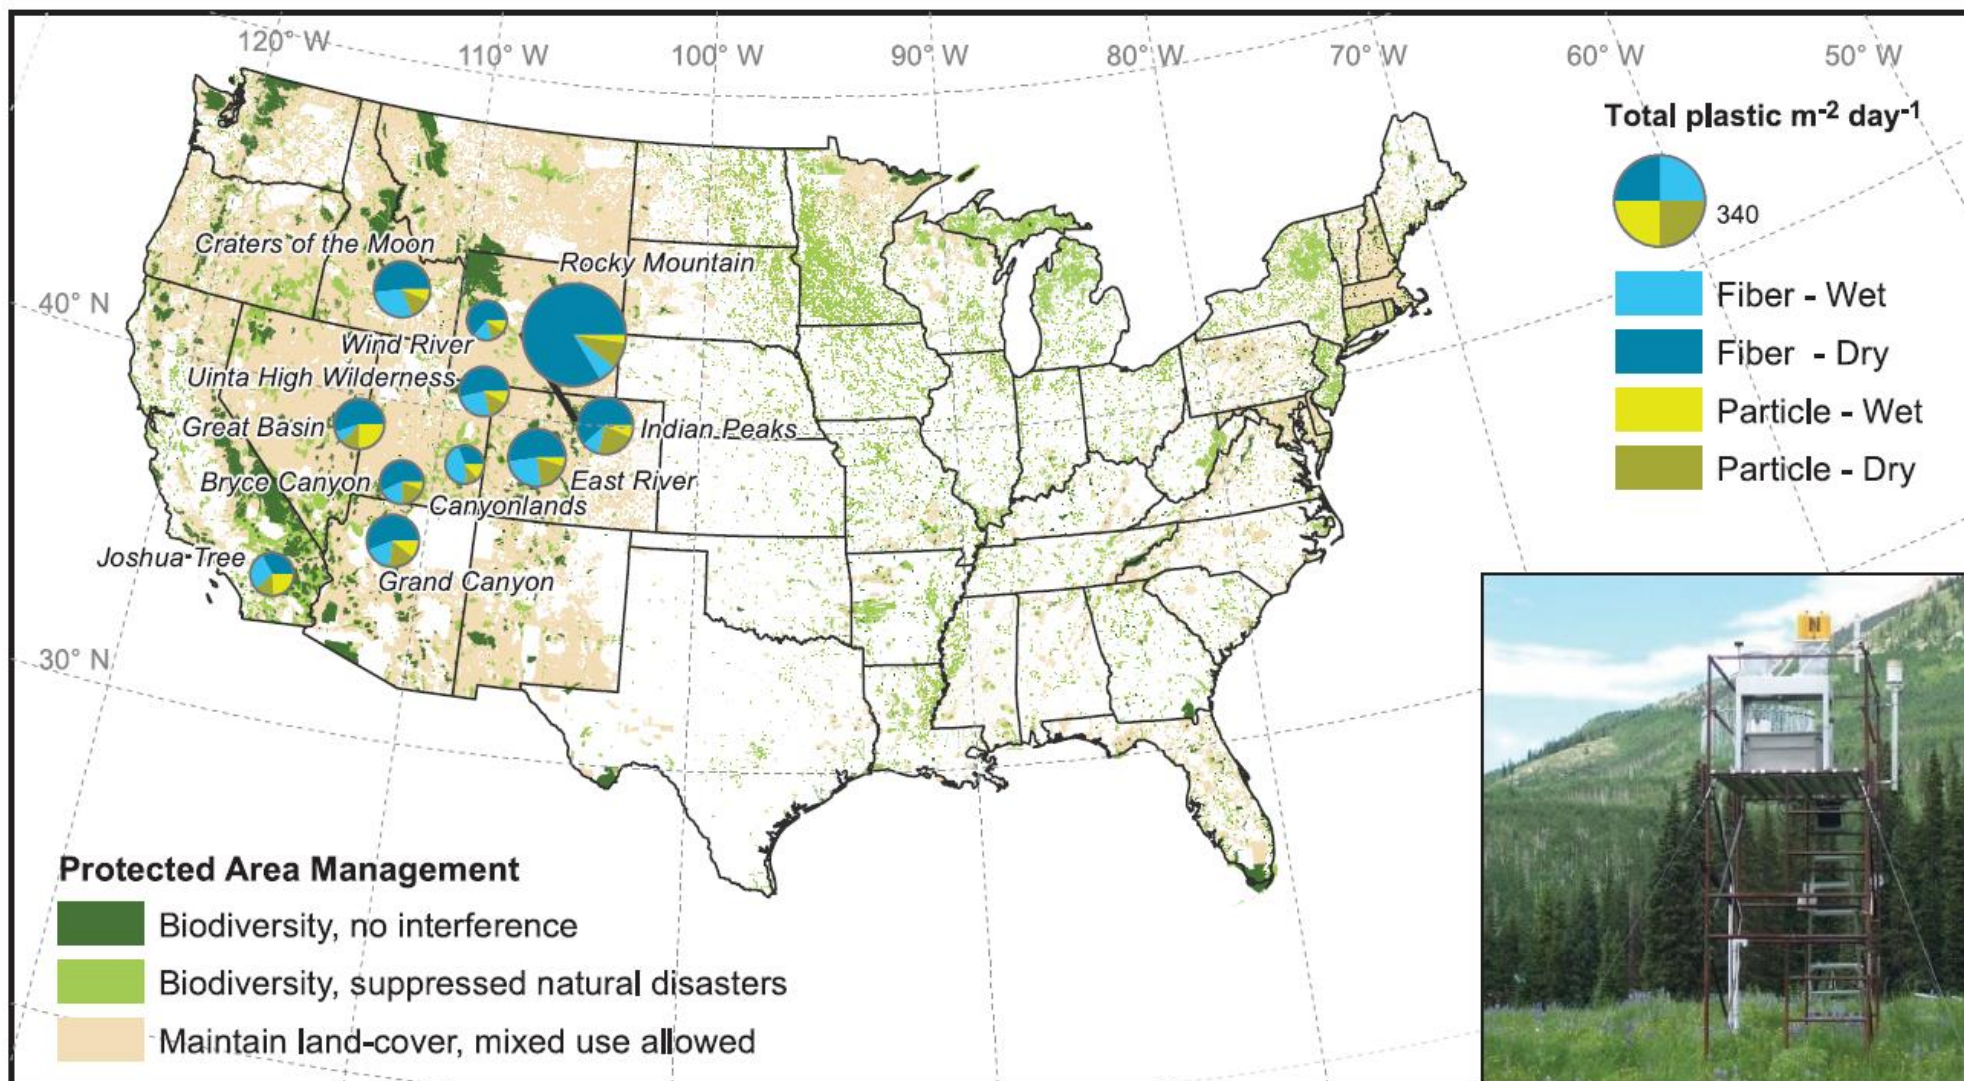 120° W
110° W
100° W
90° W
80° W
70° W
60° W
50° W
40° N
30° N
Total plastic m-2 day-1
340
Fiber - Wet
Fiber - Dry
Particle - Wet
Particle - Dry
Craters of the Moon
Rocky Mountain
Wind River
Uinta High Wilderness
Great Basin
Indian Peaks
Bryce Canyon
East River
Canyonlands
Joshua Tree
Grand Canyon
N
Protected Area Management
Biodiversity, no interference
Biodiversity, suppressed natural disasters
Maintain land-cover, mixed use allowed